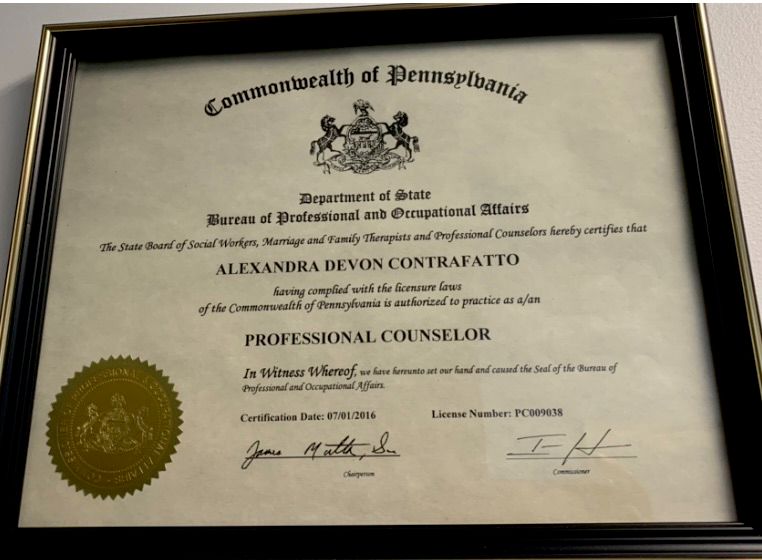 Commonwealth of Pennsylvania
Department of State
Bureau of Professional and Occupational Affairs
The State Board of Social Workers, Marriage and Family Therapists and Professional Counselors hereby certifies that
ALEXANDRA DEVON CONTRAFATTO
having complied with the licensure laws
of the Commonwealth of Pennsylvania is authorized to practice as a/an
PROFESSIONAL COUNSELOR
In Witness Whereof, we have hereunto set our hand and caused the Seal of the Bureau of
Professional and Occupational Affairs.
Certification Date: 07/01/2016 License Number: PC009038
Chairperson Commissioner